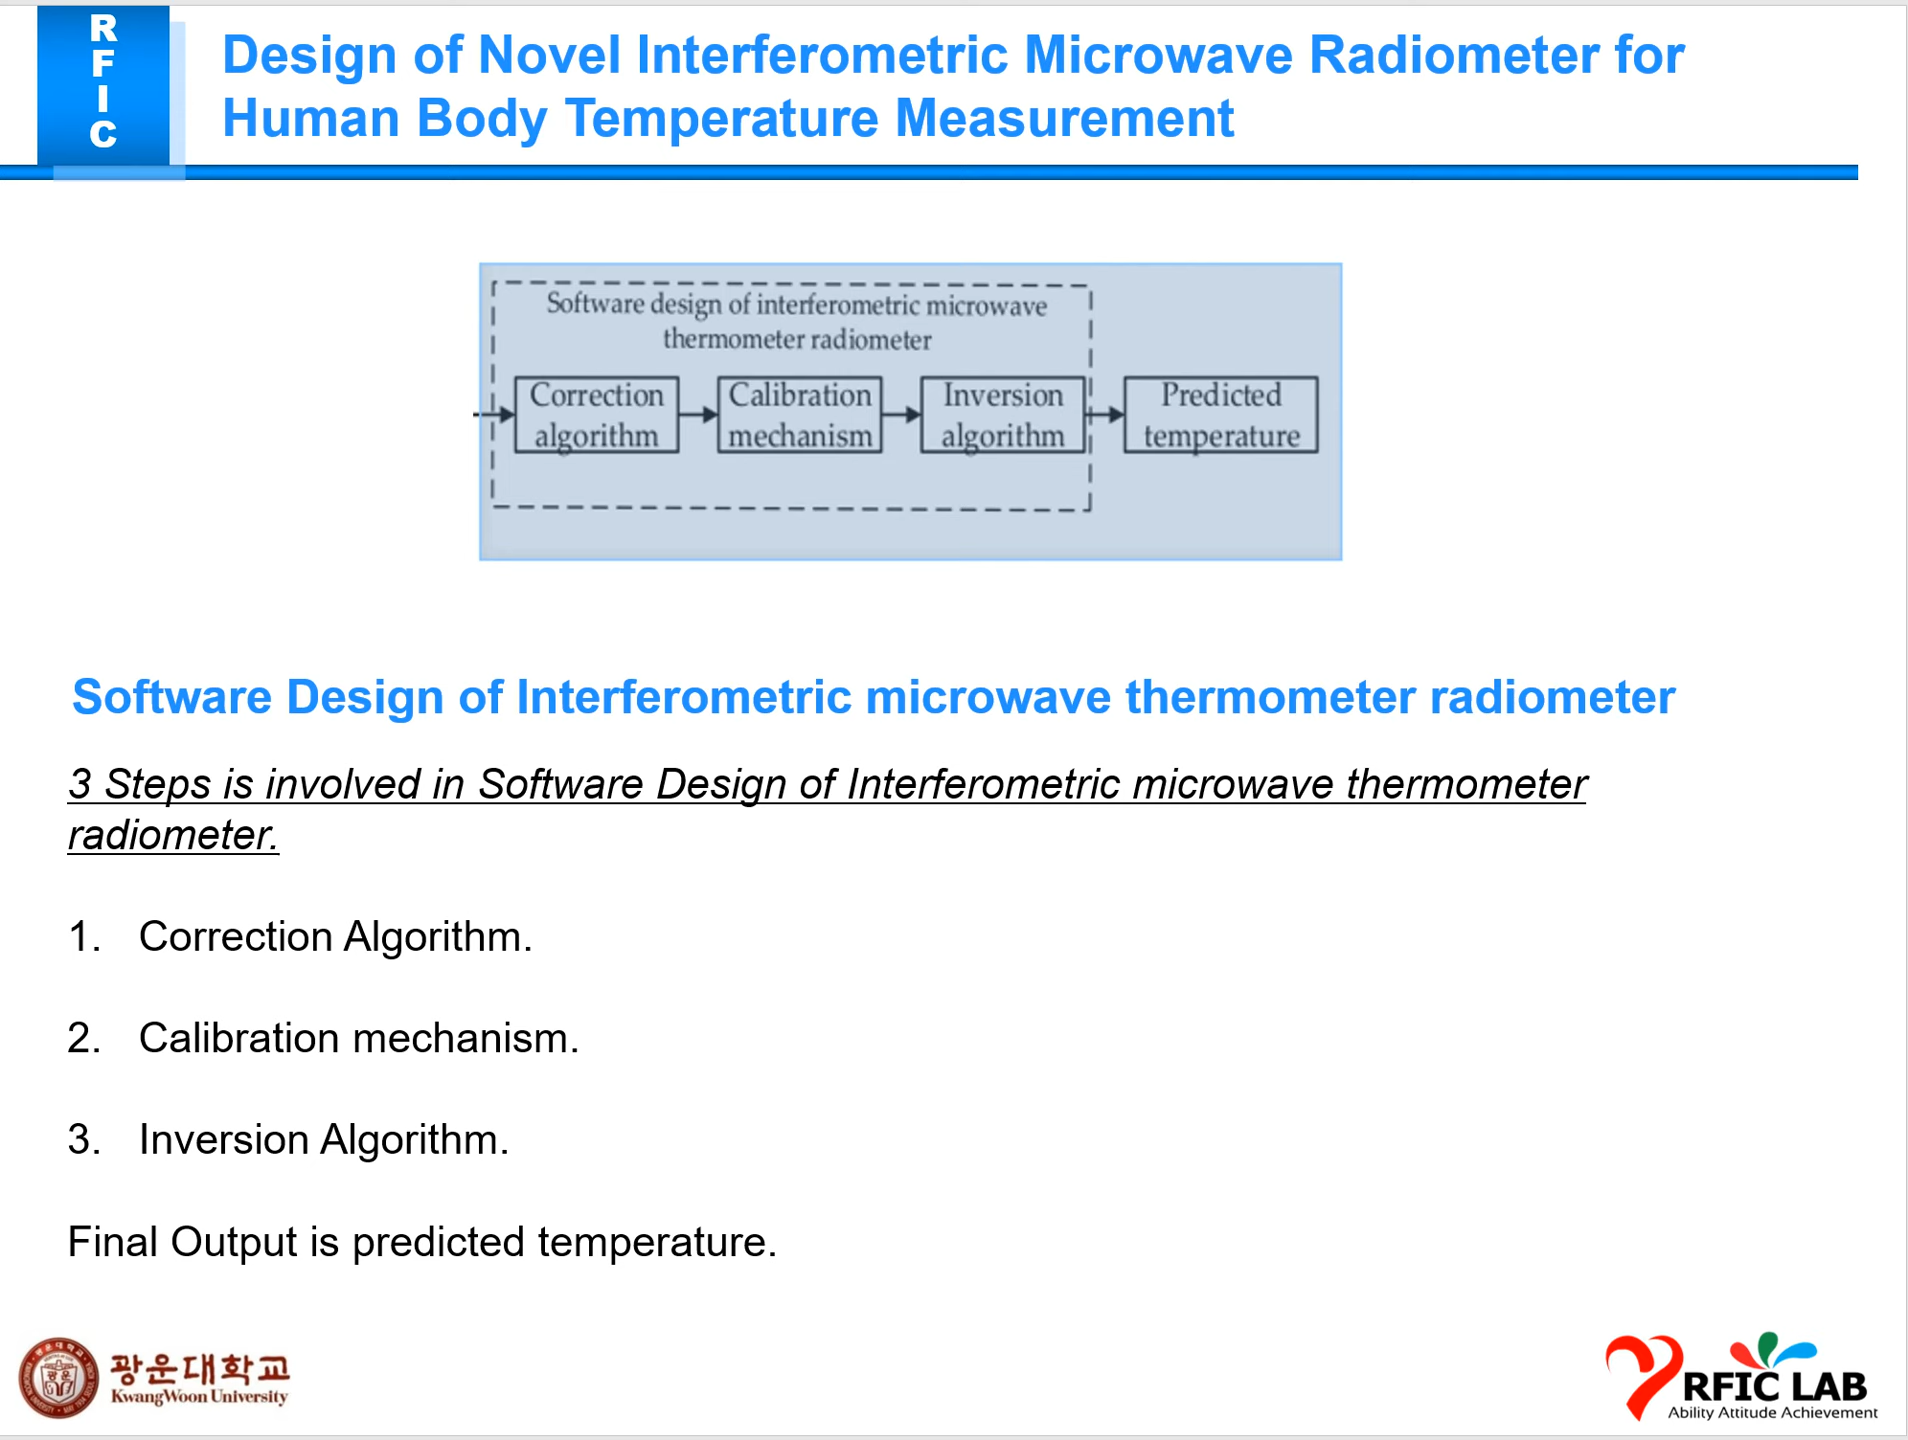 R
F
I
C
Design of Novel Interferometric Microwave Radiometer for
Human Body Temperature Measurement
Software design of interferometric microwave
thermometer radiometer
Correction
algorithm
Calibration
mechanism
Inversion
algorithm
Predicted
temperature
Software Design of Interferometric microwave thermometer radiometer
3 Steps is involved in Software Design of Interferometric microwave thermometer
radiometer.
1. Correction Algorithm.
2. Calibration mechanism.
3. Inversion Algorithm.
Final Output is predicted temperature.
광운대학교
KwangWoon University
RFIC LAB
Ability Attitude Achievement